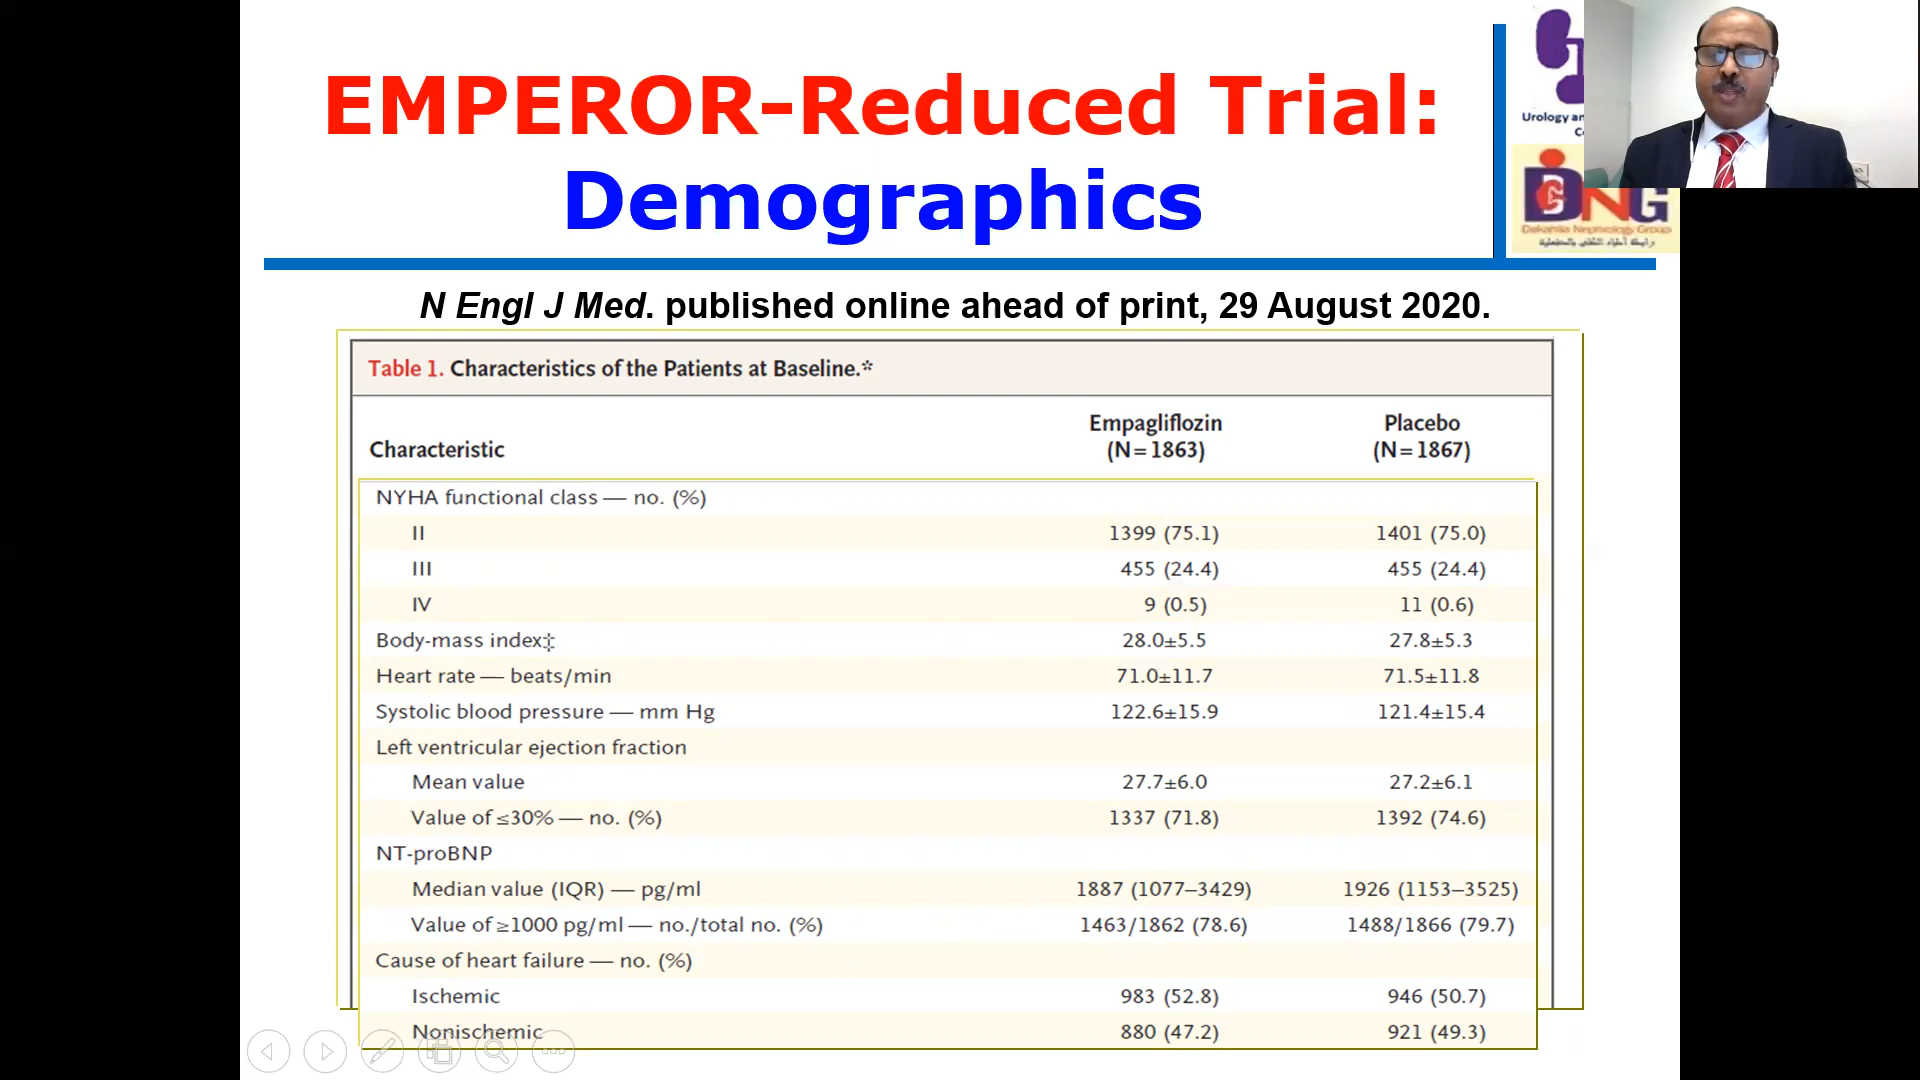 EMPEROR-Reduced Trial:
Demographics
Urology an
DCNG
Dakahlia Nephrology Group
N Engl J Med. published online ahead of print, 29 August 2020.
Table 1. Characteristics of the Patients at Baseline.*
Characteristic Empagliflozin (N=1863) Placebo (N=1867)
NYHA functional class — no. (%)
II 1399 (75.1) 1401 (75.0)
III 455 (24.4) 455 (24.4)
IV 9 (0.5) 11 (0.6)
Body-mass index‡ 28.0±5.5 27.8±5.3
Heart rate — beats/min 71.0±11.7 71.5±11.8
Systolic blood pressure — mm Hg 122.6±15.9 121.4±15.4
Left ventricular ejection fraction
Mean value 27.7±6.0 27.2±6.1
Value of ≤30% — no. (%) 1337 (71.8) 1392 (74.6)
NT-proBNP
Median value (IQR) — pg/ml 1887 (1077–3429) 1926 (1153–3525)
Value of ≥1000 pg/ml — no./total no. (%) 1463/1862 (78.6) 1488/1866 (79.7)
Cause of heart failure — no. (%)
Ischemic 983 (52.8) 946 (50.7)
Nonischemic 880 (47.2) 921 (49.3)